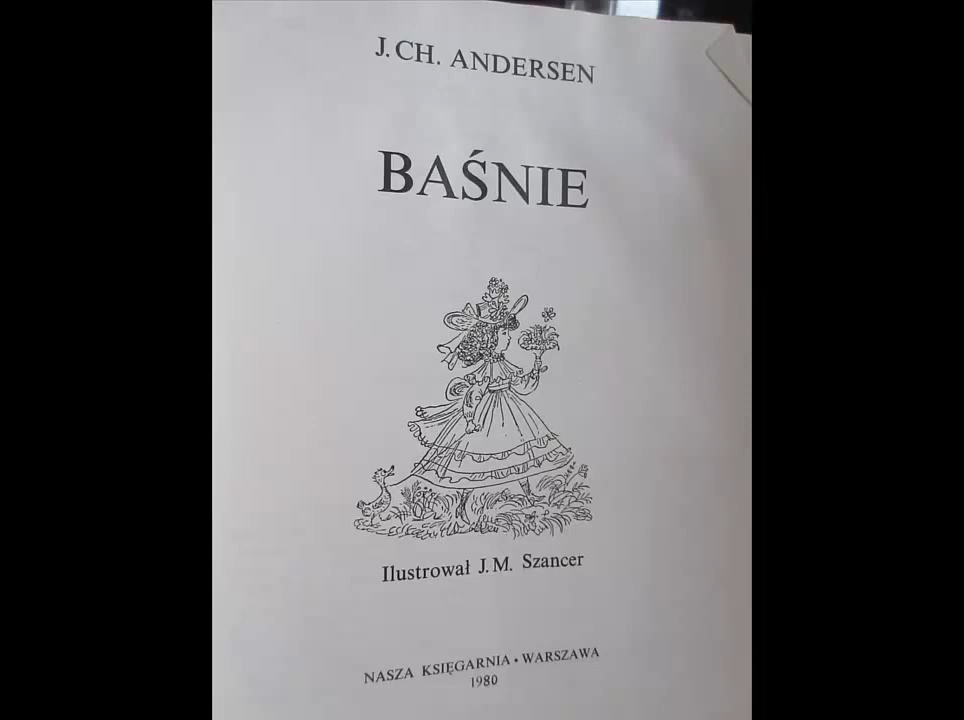 J. CH. ANDERSEN
BAŚNIE
Ilustrował J. M. Szancer
NASZA KSIĘGARNIA • WARSZAWA
1980